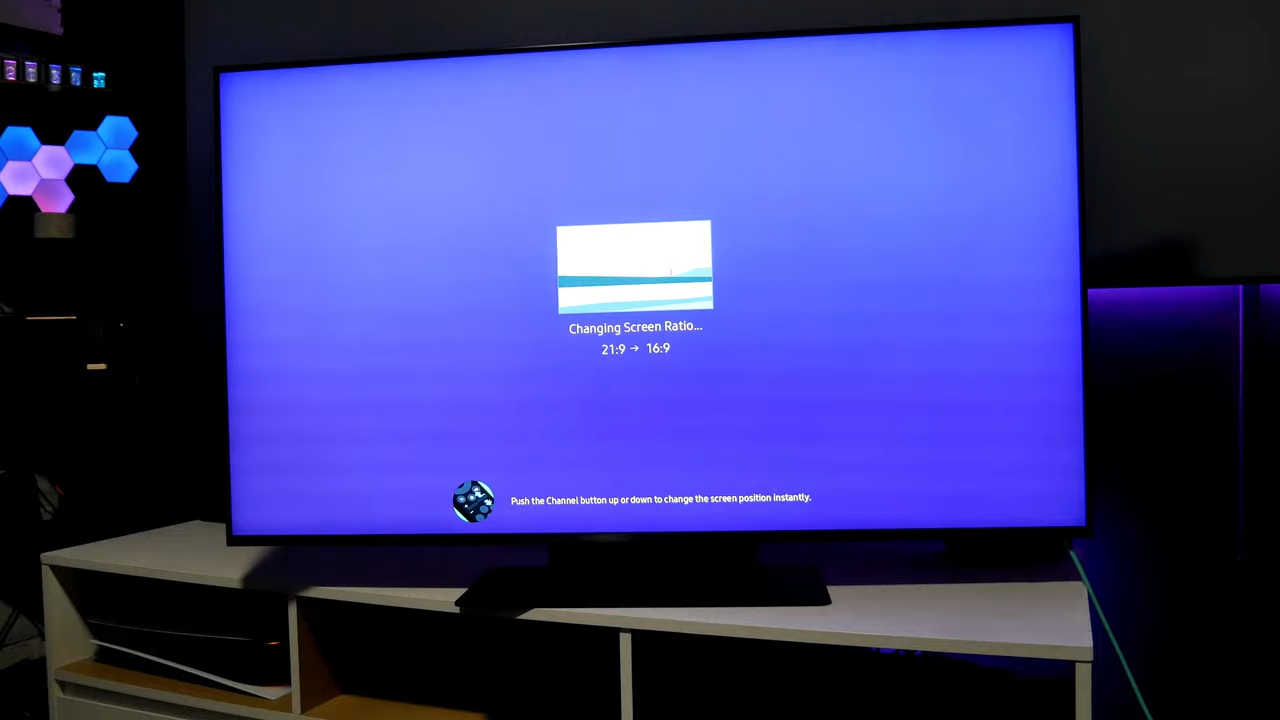 Changing Screen Ratio...
21:9 → 16:9
Push the Channel button up or down to change the screen position instantly.